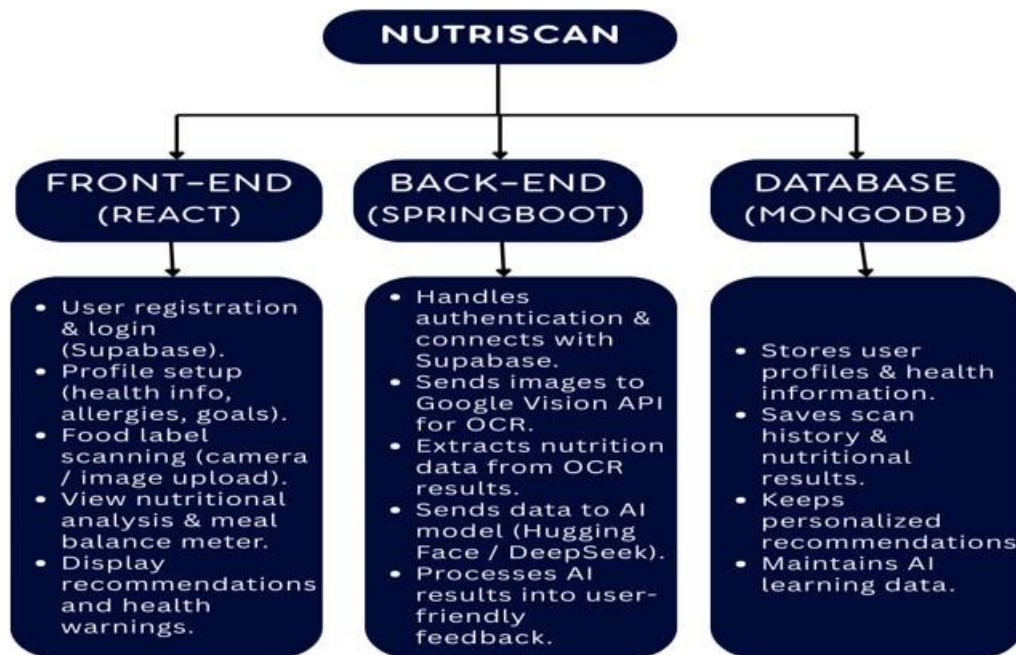 NUTRISCAN
FRONT-END
(REACT)
• User registration
& login
(Supabase).
• Profile setup
(health info,
allergies, goals).
• Food label
scanning (camera
/ image upload).
• View nutritional
analysis & meal
balance meter.
• Display
recommendations
and health
warnings.
BACK-END
(SPRINGBOOT)
• Handles
authentication &
connects with
Supabase.
• Sends images to
Google Vision API
for OCR.
• Extracts nutrition
data from OCR
results.
• Sends data to AI
model (Hugging
Face / DeepSeek).
• Processes AI
results into user-
friendly
feedback.
DATABASE
(MONGODB)
• Stores user
profiles & health
information.
• Saves scan
history &
nutritional
results.
• Keeps
personalized
recommendations
• Maintains AI
learning data.